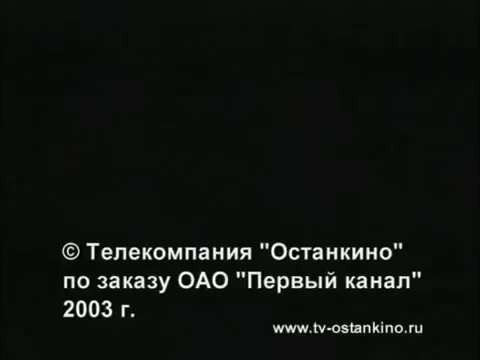 © Телекомпания "Останкино"
по заказу ОАО "Первый канал"
2003 г.
www.tv-ostankino.ru